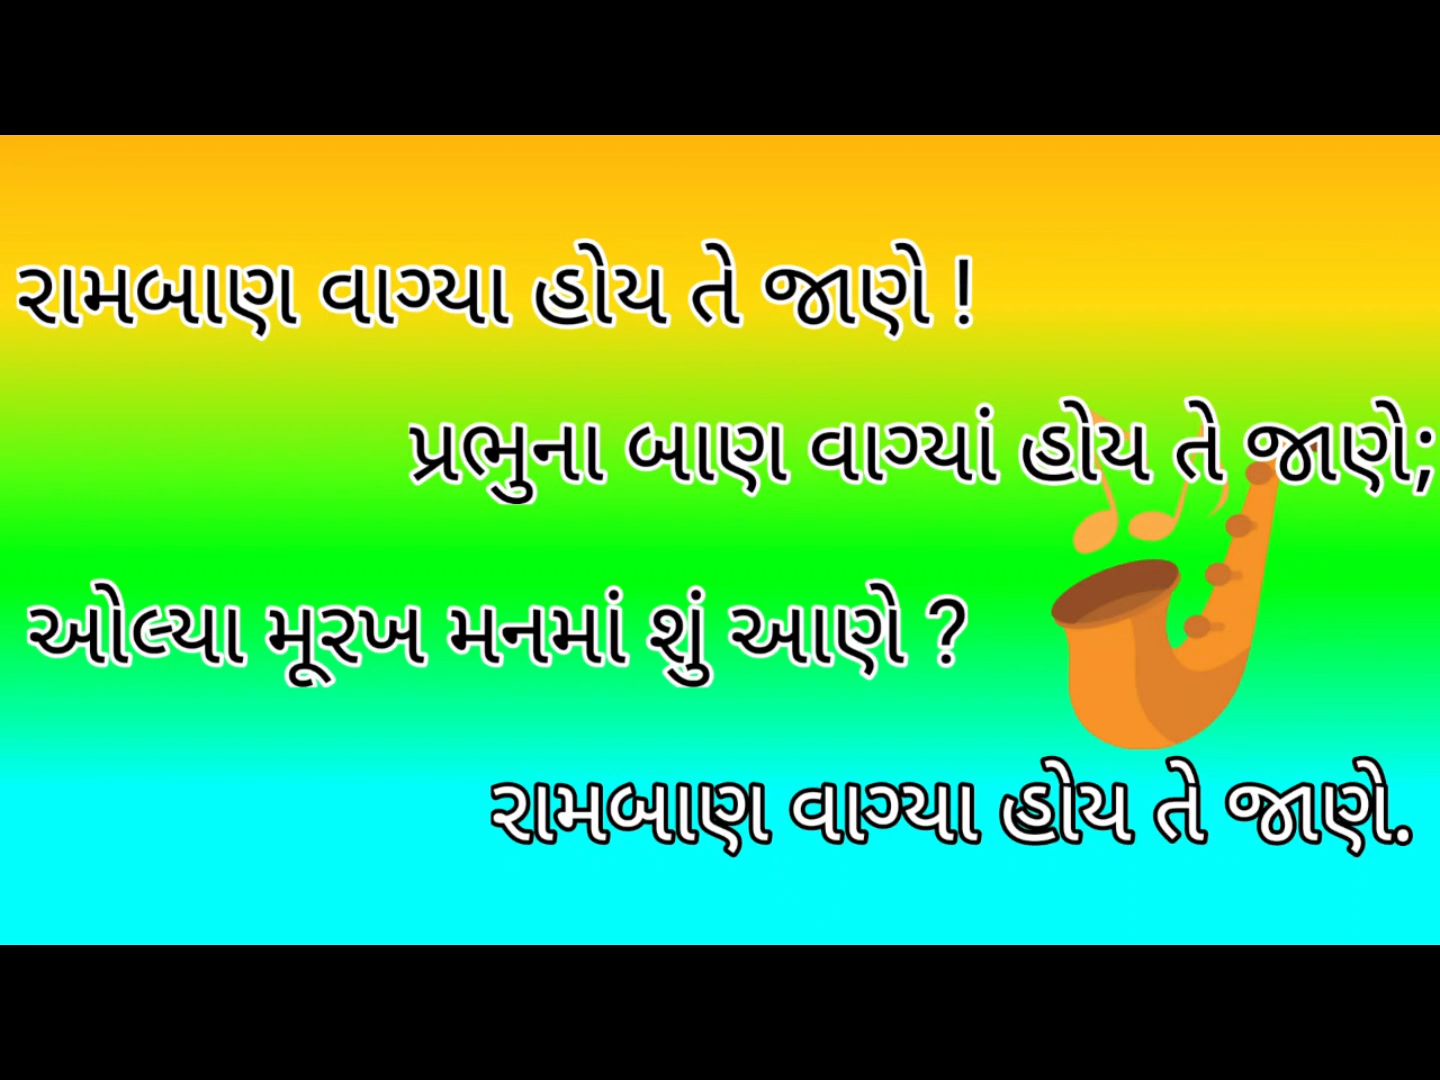 રામબાણ વાગ્યા હોય તે જાણે !
પ્રભુના બાણ વાગ્યાં હોય તે જાણે;
ઓલ્યા મૂરખ મનમાં શું આણે ?
રામબાણ વાગ્યા હોય તે જાણે.